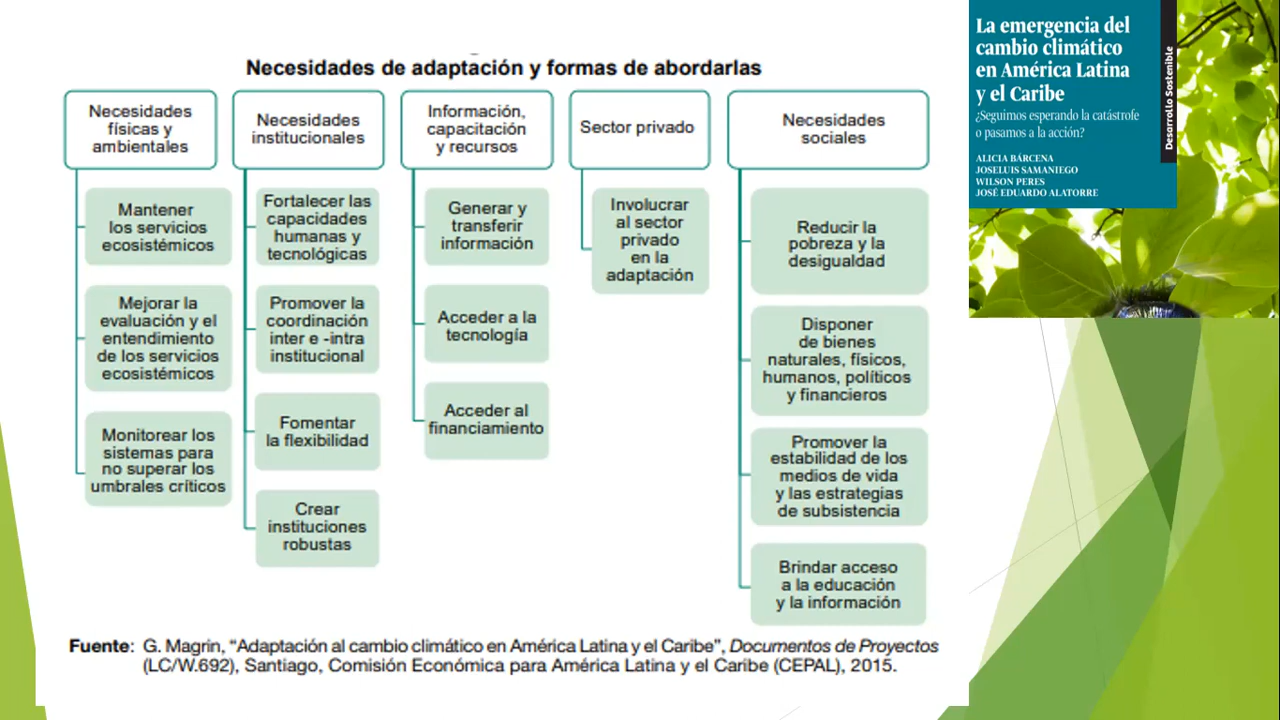 Necesidades de adaptación y formas de abordarlas
Necesidades
físicas y
ambientales
Mantener
los servicios
ecosistémicos
Mejorar la
evaluación y el
entendimiento
de los servicios
ecosistémicos
Monitorear los
sistemas para
no superar los
umbrales críticos
Necesidades
institucionales
Fortalecer las
capacidades
humanas y
tecnológicas
Promover la
coordinación
inter e -intra
institucional
Fomentar
la flexibilidad
Crear
instituciones
robustas
Información,
capacitación
y recursos
Generar y
transferir
información
Acceder a la
tecnología
Acceder al
financiamiento
Sector privado
Involucrar
al sector
privado
en la
adaptación
Necesidades
sociales
Reducir la
pobreza y la
desigualdad
Disponer
de bienes
naturales, físicos,
humanos, políticos
y financieros
Promover la
estabilidad de los
medios de vida
y las estrategias
de subsistencia
Brindar acceso
a la educación
y la información
Fuente: G. Magrin, “Adaptación al cambio climático en América Latina y el Caribe”, Documentos de Proyectos
(LC/W.692), Santiago, Comisión Económica para América Latina y el Caribe (CEPAL), 2015.
La emergencia del
cambio climático
en América Latina
y el Caribe
¿Seguimos esperando la catástrofe
o pasamos a la acción?
ALICIA BÁRCENA
JOSELUIS SAMANIEGO
WILSON PERES
JOSÉ EDUARDO ALATORRE
Desarrollo Sostenible